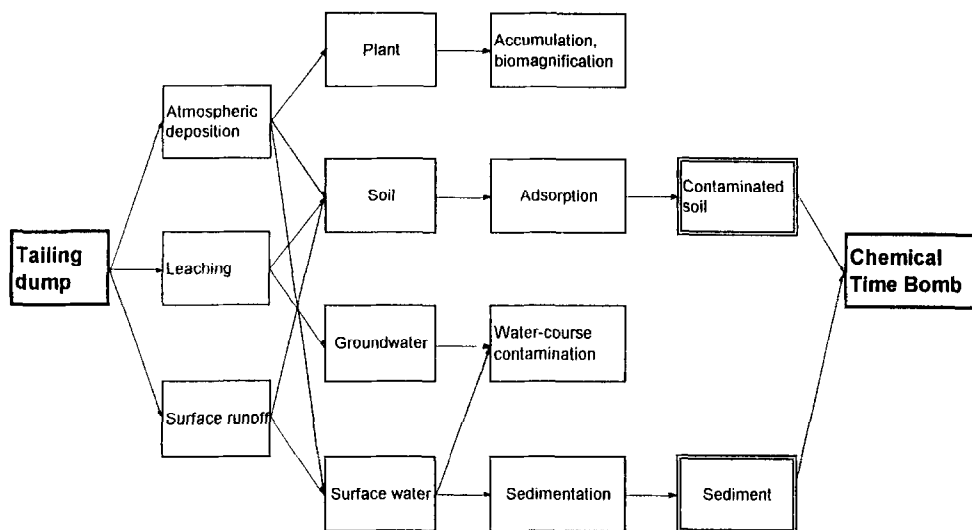 Plant
Accumulation,
biomagnification
Atmospheric
deposition
Soil
Adsorption
Contaminated
soil
Tailing
dump
Leaching
Chemical
Time Bomb
Groundwater
Water-course
contamination
Surface runoff
Surface water
Sedimentation
Sediment